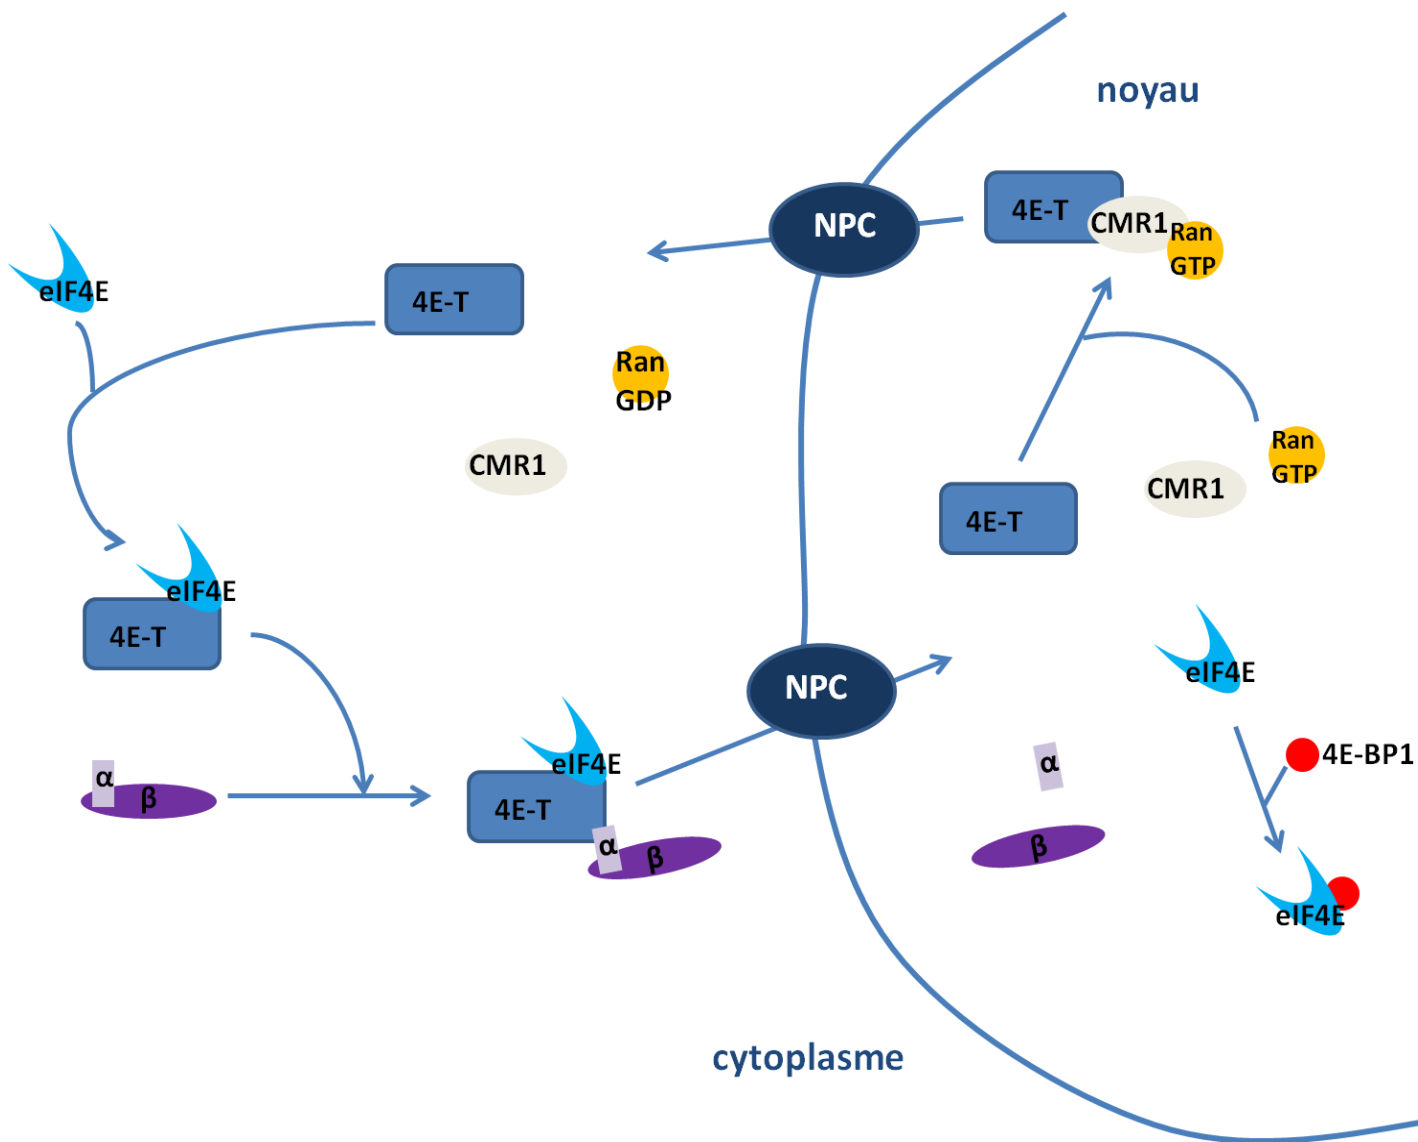 noyau
4E-T
CMR1
Ran
GTP
NPC
eIF4E
4E-T
Ran
GDP
CMR1
Ran
GTP
CMR1
4E-T
eIF4E
4E-T
NPC
eIF4E
4E-BP1
α
β
eIF4E
4E-T
α
β
α
β
eIF4E
cytoplasme